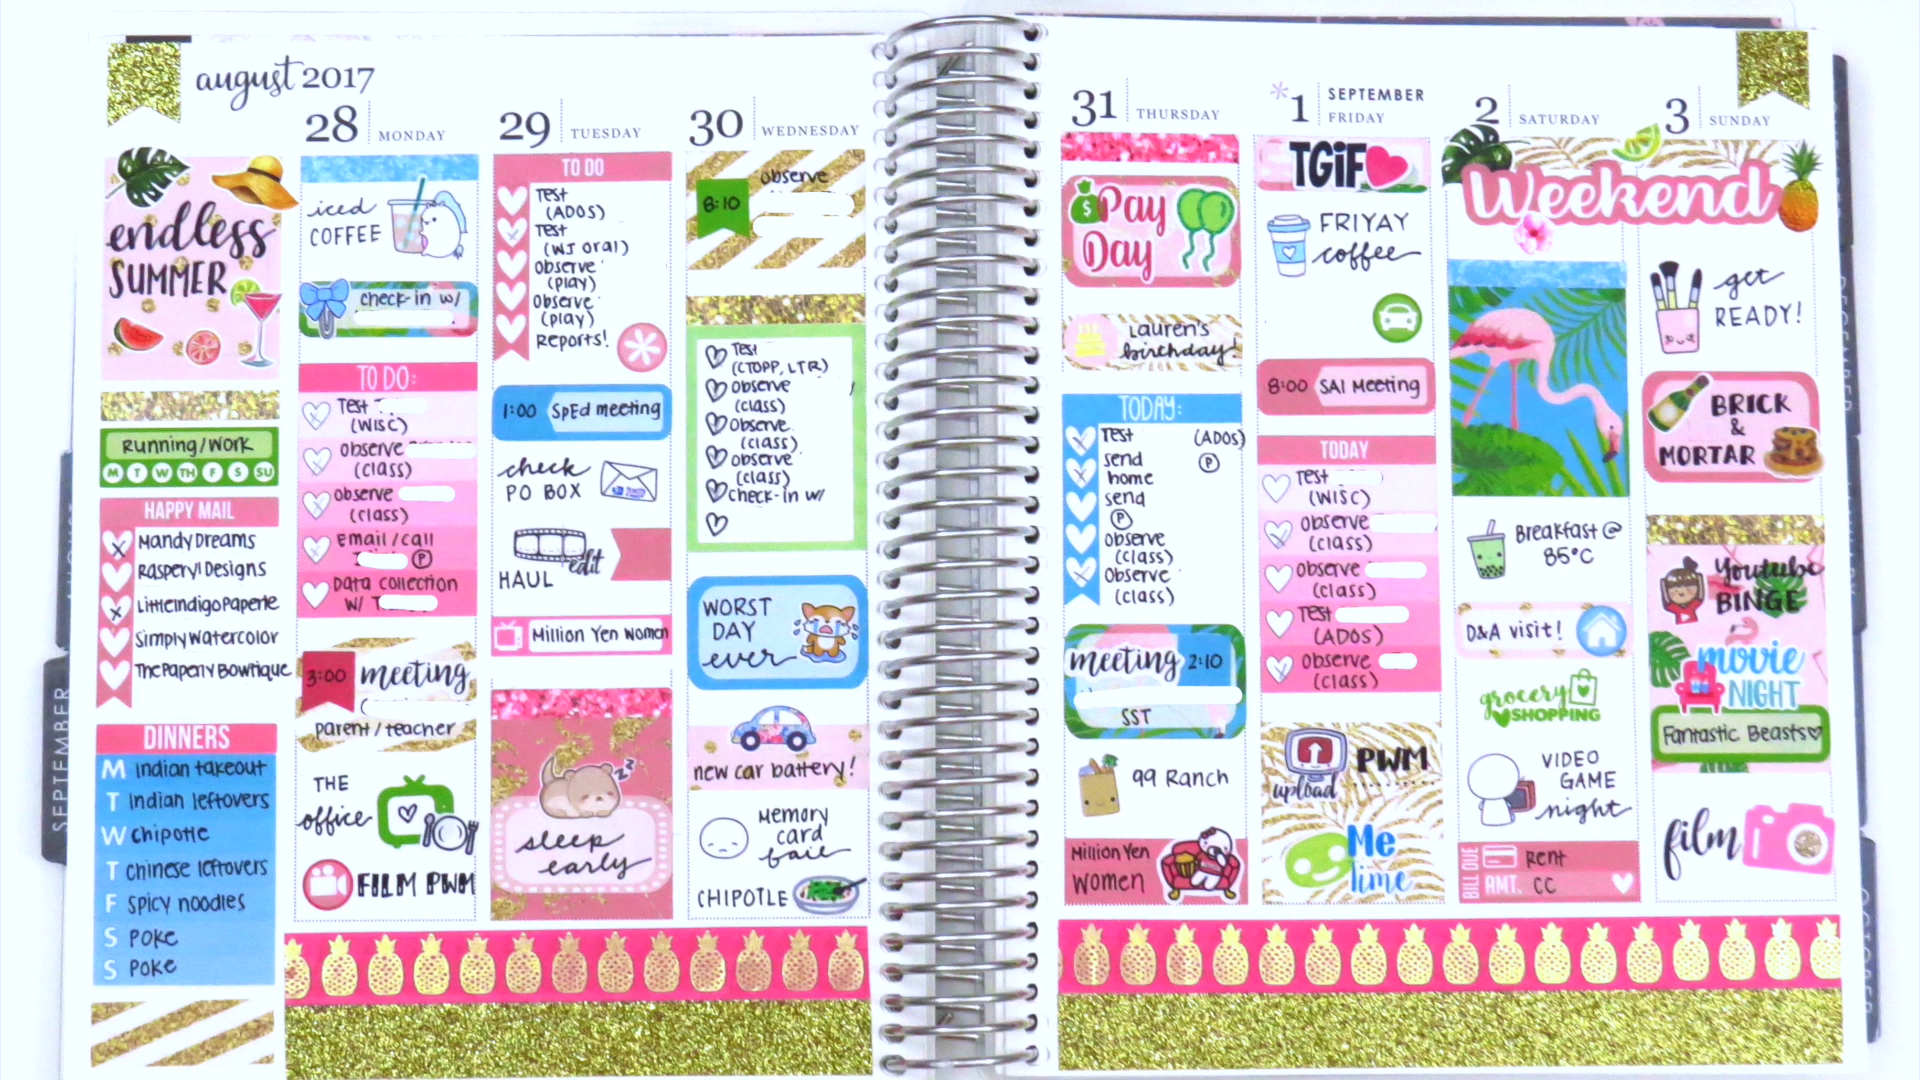 august 2017
endless
SUMMER
Running/Work
M T W TH F S SU
HAPPY MAIL
Mandy Dreams
Rasperyl Designs
LittleIndigoPaperie
Simply Watercolor
The Paperly Bowtique
DINNERS
M Indian takeout
T Indian leftovers
W chipotle
T chinese leftovers
F spicy noodles
S POKE
S POKE
28 MONDAY
iced
COFFEE
check-in w/
TO DO:
Test
(WISC)
observe
(class)
observe
(class)
Email/call
P
Data collection
w/
3:00 meeting
parent/teacher
THE
office
FILM PWM
29 TUESDAY
TO DO
Test
(ADOS)
Test
(WJ oral)
observe
(play)
observe
(play)
Reports!
1:00 SpEd meeting
check
PO BOX
HAUL edit
Million Yen Women
ZZZ
sleep
early
30 WEDNESDAY
8:10 observe
Test
(CTOPP, LTR)
observe
(class)
observe
(class)
observe
(class)
check-in w/
WORST
DAY
ever
new car battery!
Memory
card
fail
CHIPOTLE
31 THURSDAY
$ Pay
Day
Lauren's
birthday!
TODAY:
Test (ADOS)
send P
home
send
P
observe
(class)
Observe
(class)
meeting 2:10
SST
99 Ranch
Million Yen
Women
1 SEPTEMBER
FRIDAY
TGIF
FRIYAY
coffee
8:00 SAI Meeting
TODAY
Test
(WISC)
observe
(class)
observe
(class)
Test
(ADOS)
observe
(class)
upload PWM
Me
Time
2 SATURDAY
Weekend
Breakfast @
85°C
D&A visit!
grocery
SHOPPING
VIDEO
GAME
night
BILL DUE Rent
AMT. CC
3 SUNDAY
get
READY!
BRICK
&
MORTAR
Youtube
BINGE
movie
NIGHT
Fantastic Beasts
film
AUGUST
SEPTEMBER
OCTOBER
DECEMBER